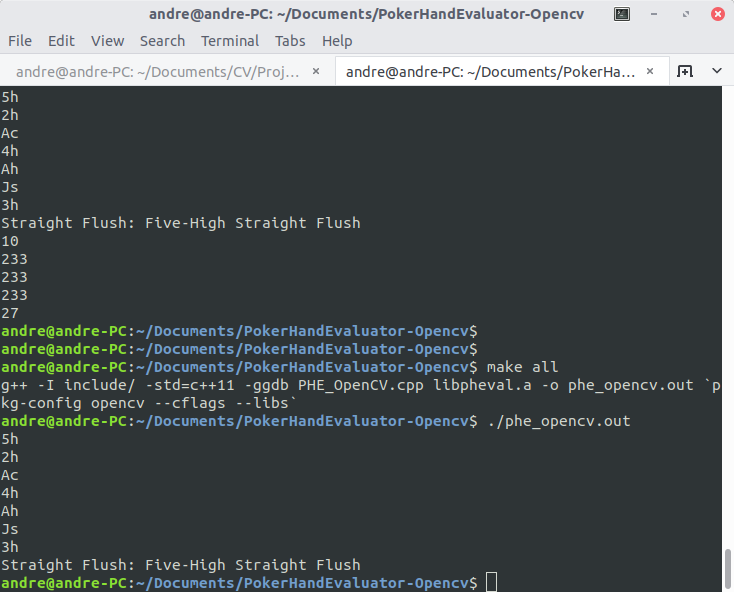 andre@andre-PC: ~/Documents/PokerHandEvaluator-Opencv
File Edit View Search Terminal Tabs Help
andre@andre-PC: ~/Documents/CV/Proj... × andre@andre-PC: ~/Documents/PokerHa... ×
5h
2h
Ac
4h
Ah
Js
3h
Straight Flush: Five-High Straight Flush
10
233
233
233
27
andre@andre-PC:~/Documents/PokerHandEvaluator-Opencv$
andre@andre-PC:~/Documents/PokerHandEvaluator-Opencv$
andre@andre-PC:~/Documents/PokerHandEvaluator-Opencv$ make all
g++ -I include/ -std=c++11 -ggdb PHE_OpenCV.cpp libpheval.a -o phe_opencv.out `p
kg-config opencv --cflags --libs`
andre@andre-PC:~/Documents/PokerHandEvaluator-Opencv$ ./phe_opencv.out
5h
2h
Ac
4h
Ah
Js
3h
Straight Flush: Five-High Straight Flush
andre@andre-PC:~/Documents/PokerHandEvaluator-Opencv$